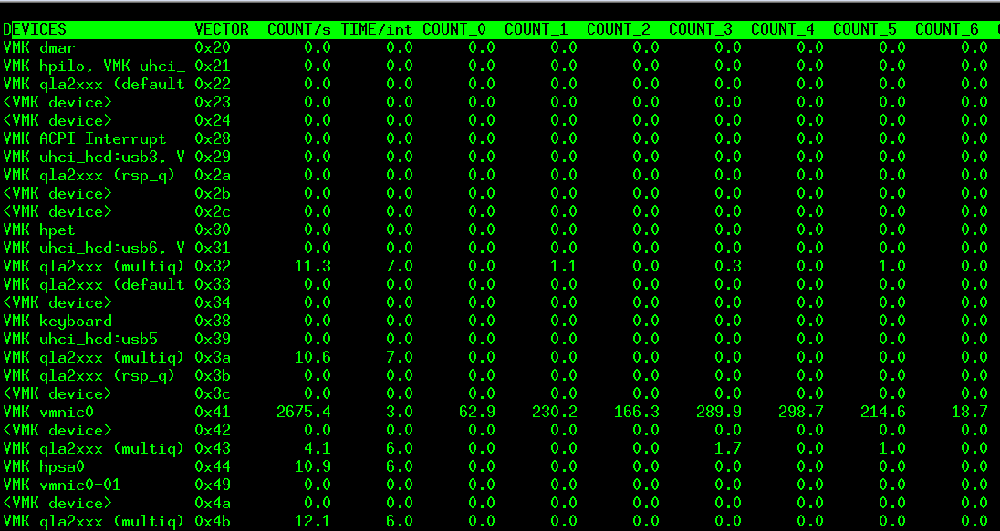 DEVICES VECTOR COUNT/s TIME/int COUNT_0 COUNT_1 COUNT_2 COUNT_3 COUNT_4 COUNT_5 COUNT_6
VMK dmar 0x20 0.0 0.0 0.0 0.0 0.0 0.0 0.0 0.0 0.0
VMK hpilo, VMK uhci_ 0x21 0.0 0.0 0.0 0.0 0.0 0.0 0.0 0.0 0.0
VMK qla2xxx (default 0x22 0.0 0.0 0.0 0.0 0.0 0.0 0.0 0.0 0.0
<VMK device> 0x23 0.0 0.0 0.0 0.0 0.0 0.0 0.0 0.0 0.0
<VMK device> 0x24 0.0 0.0 0.0 0.0 0.0 0.0 0.0 0.0 0.0
VMK ACPI Interrupt 0x28 0.0 0.0 0.0 0.0 0.0 0.0 0.0 0.0 0.0
VMK uhci_hcd:usb3, V 0x29 0.0 0.0 0.0 0.0 0.0 0.0 0.0 0.0 0.0
VMK qla2xxx (rsp_q) 0x2a 0.0 0.0 0.0 0.0 0.0 0.0 0.0 0.0 0.0
<VMK device> 0x2b 0.0 0.0 0.0 0.0 0.0 0.0 0.0 0.0 0.0
<VMK device> 0x2c 0.0 0.0 0.0 0.0 0.0 0.0 0.0 0.0 0.0
VMK hpet 0x30 0.0 0.0 0.0 0.0 0.0 0.0 0.0 0.0 0.0
VMK uhci_hcd:usb6, V 0x31 0.0 0.0 0.0 0.0 0.0 0.0 0.0 0.0 0.0
VMK qla2xxx (multiq) 0x32 11.3 7.0 0.0 1.1 0.0 0.3 0.0 1.0 0.0
VMK qla2xxx (default 0x33 0.0 0.0 0.0 0.0 0.0 0.0 0.0 0.0 0.0
<VMK device> 0x34 0.0 0.0 0.0 0.0 0.0 0.0 0.0 0.0 0.0
VMK keyboard 0x38 0.0 0.0 0.0 0.0 0.0 0.0 0.0 0.0 0.0
VMK uhci_hcd:usb5 0x39 0.0 0.0 0.0 0.0 0.0 0.0 0.0 0.0 0.0
VMK qla2xxx (multiq) 0x3a 10.6 7.0 0.0 0.0 0.0 0.0 0.0 0.0 0.0
VMK qla2xxx (rsp_q) 0x3b 0.0 0.0 0.0 0.0 0.0 0.0 0.0 0.0 0.0
<VMK device> 0x3c 0.0 0.0 0.0 0.0 0.0 0.0 0.0 0.0 0.0
VMK vmnic0 0x41 2675.4 3.0 62.9 230.2 166.3 289.9 298.7 214.6 18.7
<VMK device> 0x42 0.0 0.0 0.0 0.0 0.0 0.0 0.0 0.0 0.0
VMK qla2xxx (multiq) 0x43 4.1 6.0 0.0 0.0 0.0 1.7 0.0 1.0 0.0
VMK hpsa0 0x44 10.9 6.0 0.0 0.0 0.0 0.0 0.0 0.0 0.0
VMK vmnic0-01 0x49 0.0 0.0 0.0 0.0 0.0 0.0 0.0 0.0 0.0
<VMK device> 0x4a 0.0 0.0 0.0 0.0 0.0 0.0 0.0 0.0 0.0
VMK qla2xxx (multiq) 0x4b 12.1 6.0 0.0 0.0 0.0 0.0 0.0 0.0 0.0